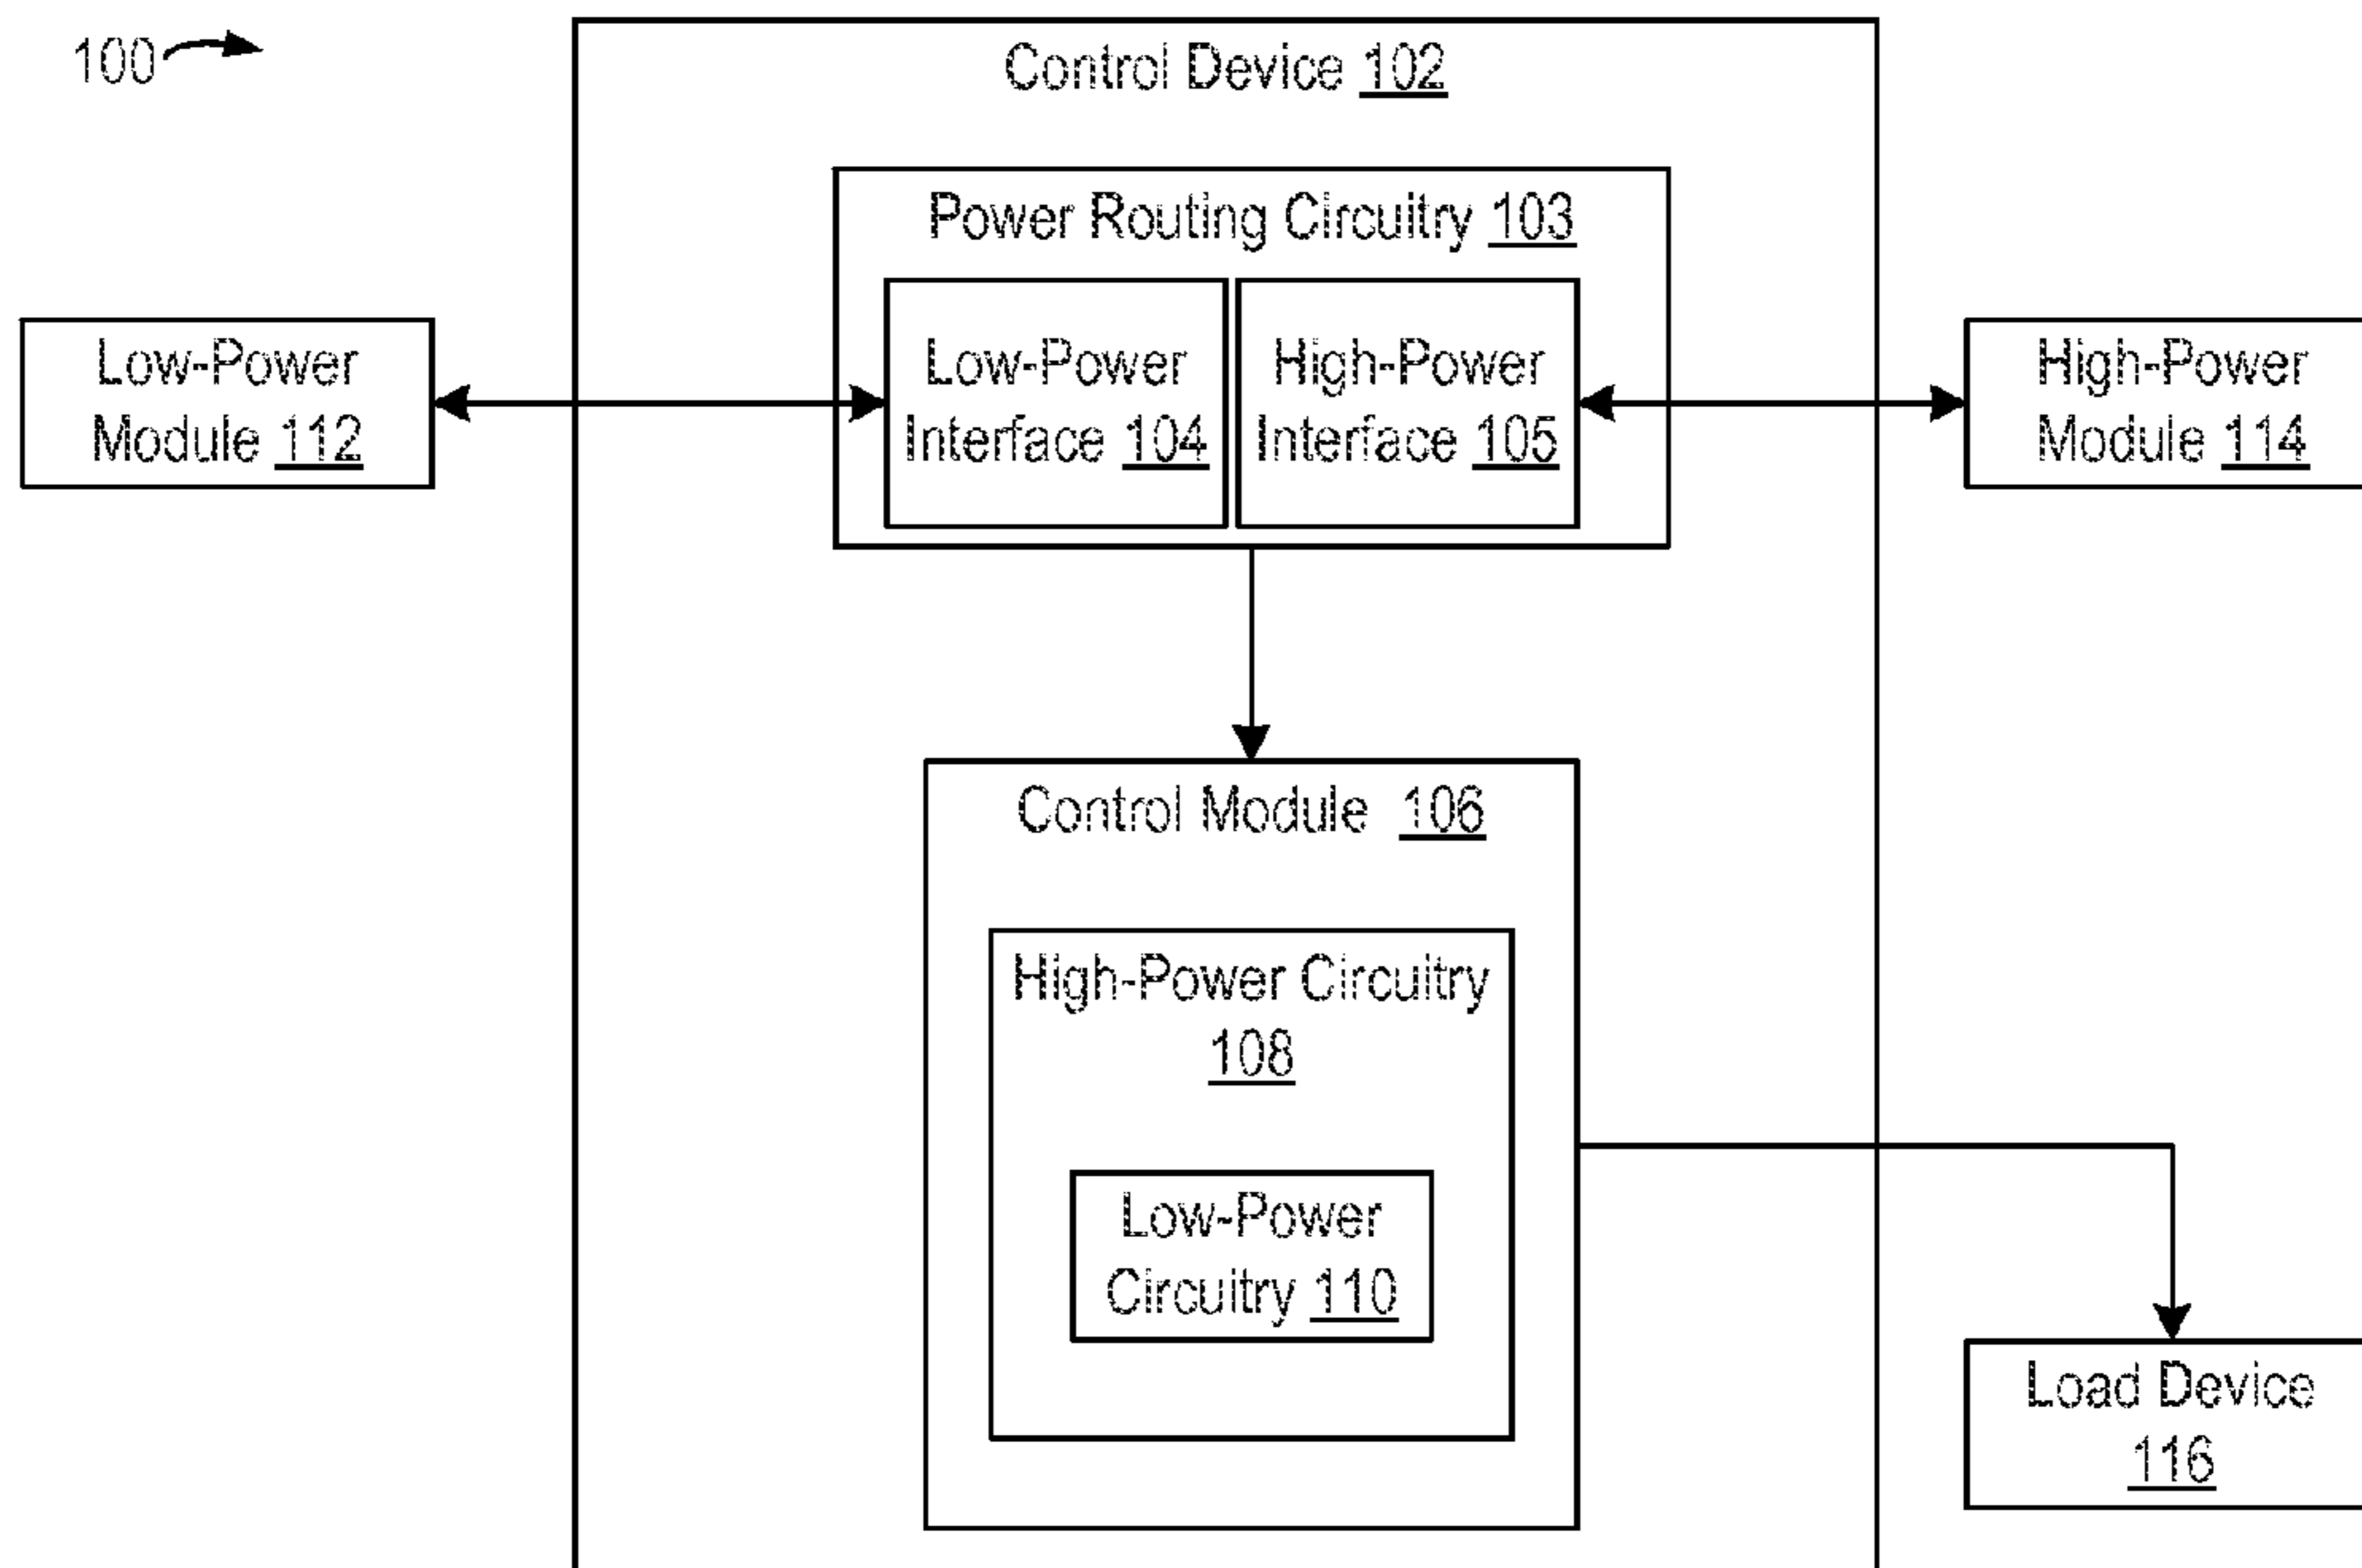 100
Control Device 102
Power Routing Circuitry 103
Low-Power
Module 112
Low-Power
Interface 104
High-Power
Interface 105
High-Power
Module 114
Control Module 106
High-Power Circuitry
108
Low-Power
Circuitry 110
Load Device
116